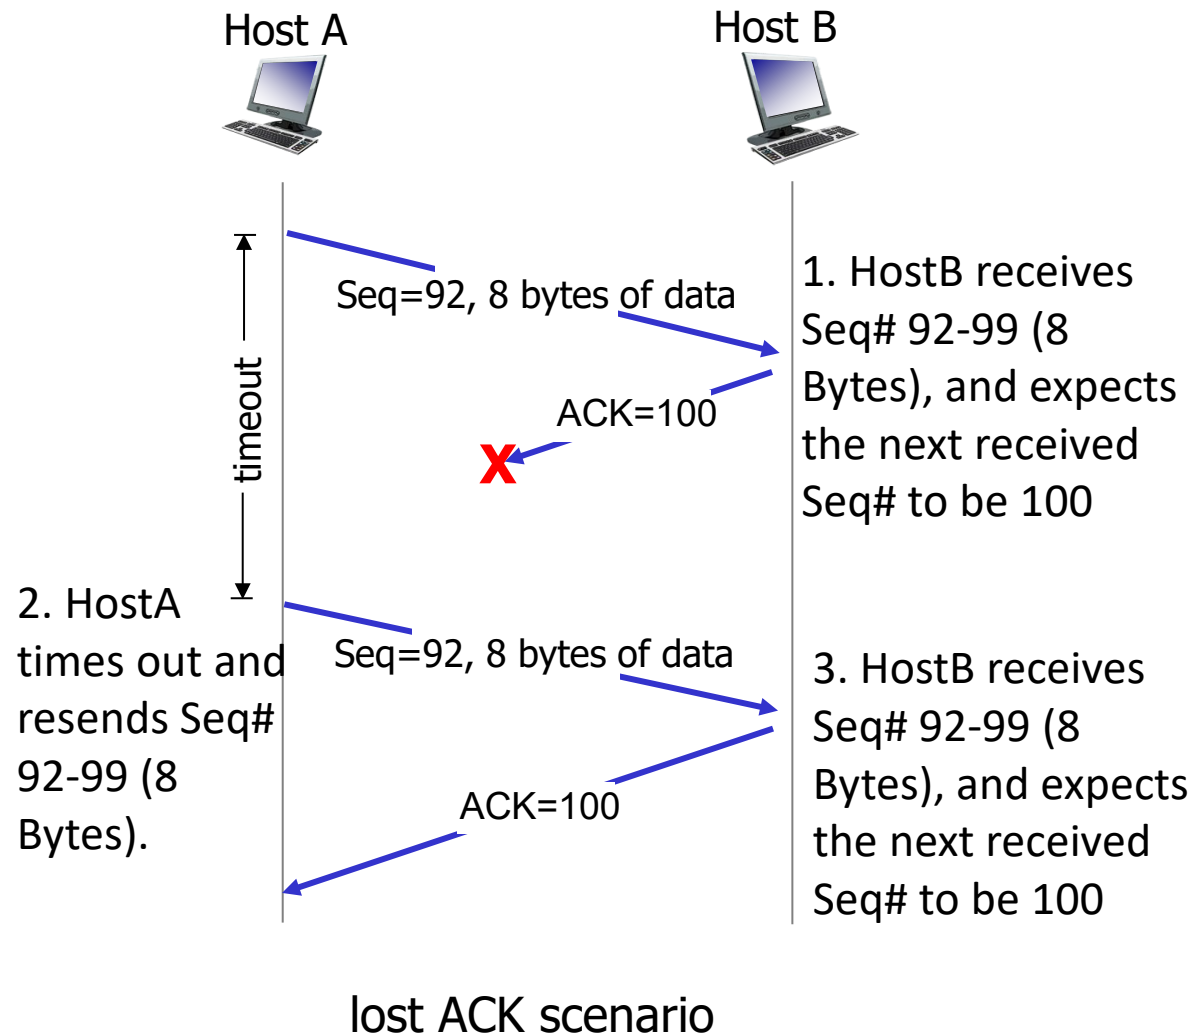 Host A
Host B
Seq=92, 8 bytes of data
1. HostB receives
Seq# 92-99 (8
Bytes), and expects
the next received
Seq# to be 100
timeout
ACK=100
X
2. HostA
times out and
resends Seq#
92-99 (8
Bytes).
Seq=92, 8 bytes of data
3. HostB receives
Seq# 92-99 (8
Bytes), and expects
the next received
Seq# to be 100
ACK=100
lost ACK scenario